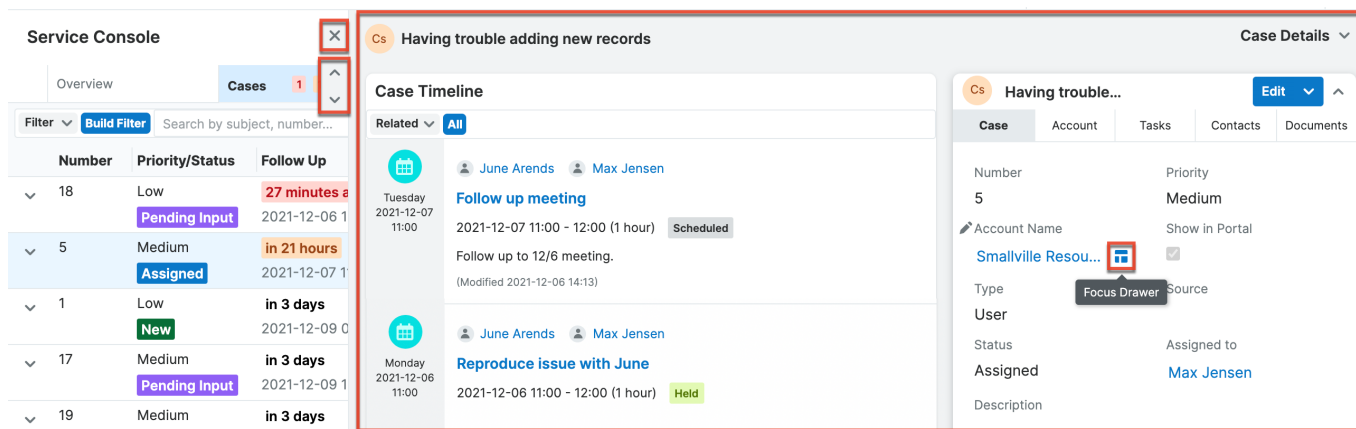 Service Console
Overview
Cases 1
Filter
Build Filter
Search by subject, number...
Number Priority/Status Follow Up
18 Low 27 minutes a
Pending Input 2021-12-06 1
5 Medium in 21 hours
Assigned 2021-12-07 1
1 Low in 3 days
New 2021-12-09 0
17 Medium in 3 days
Pending Input 2021-12-09 1
19 Medium in 3 days
Cs Having trouble adding new records
Case Details
Case Timeline
Related All
June Arends Max Jensen
Tuesday
2021-12-07
11:00
Follow up meeting
2021-12-07 11:00 - 12:00 (1 hour) Scheduled
Follow up to 12/6 meeting.
(Modified 2021-12-06 14:13)
June Arends Max Jensen
Monday
2021-12-06
11:00
Reproduce issue with June
2021-12-06 11:00 - 12:00 (1 hour) Held
Cs Having trouble... Edit
Case Account Tasks Contacts Documents
Number Priority
5 Medium
Account Name Show in Portal
Smallville Resou...
Focus Drawer
Type Source
User
Status Assigned to
Assigned Max Jensen
Description